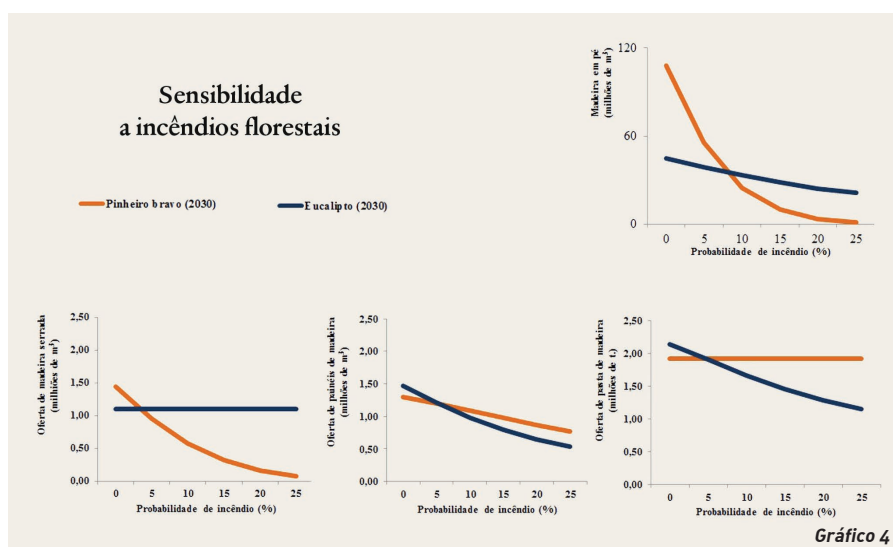 Sensibilidade
a incêndios florestais
Pinheiro bravo (2030)
Eucalipto (2030)
Madeira em pé
(milhões de m³)
120
60
0
0 5 10 15 20 25
Probabilidade de incêndio (%)
Oferta de madeira serrada
(milhões de m³)
2,50
2,00
1,50
1,00
0,50
0,00
0 5 10 15 20 25
Probabilidade de incêndio (%)
Oferta de painéis de madeira
(milhões de m³)
2,50
2,00
1,50
1,00
0,50
0,00
0 5 10 15 20 25
Probabilidade de incêndio (%)
Oferta de pasta de madeira
(milhões de t.)
2,50
2,00
1,50
1,00
0,50
0,00
0 5 10 15 20 25
Probabilidade de incêndio (%)
Gráfico 4